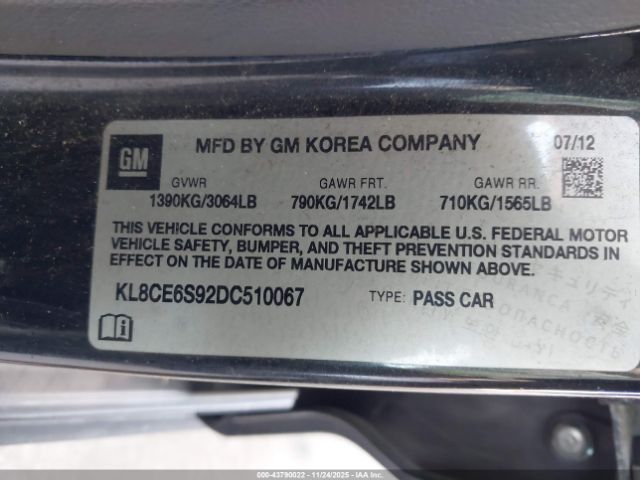 GM MFD BY GM KOREA COMPANY 07/12
GVWR GAWR FRT. GAWR RR.
1390KG/3064LB 790KG/1742LB 710KG/1565LB
THIS VEHICLE CONFORMS TO ALL APPLICABLE U.S. FEDERAL MOTOR
VEHICLE SAFETY, BUMPER, AND THEFT PREVENTION STANDARDS IN
EFFECT ON THE DATE OF MANUFACTURE SHOWN ABOVE.
KL8CE6S92DC510067 TYPE: PASS CAR
000-43790022 - 11/24/2025 - IAAI.COM